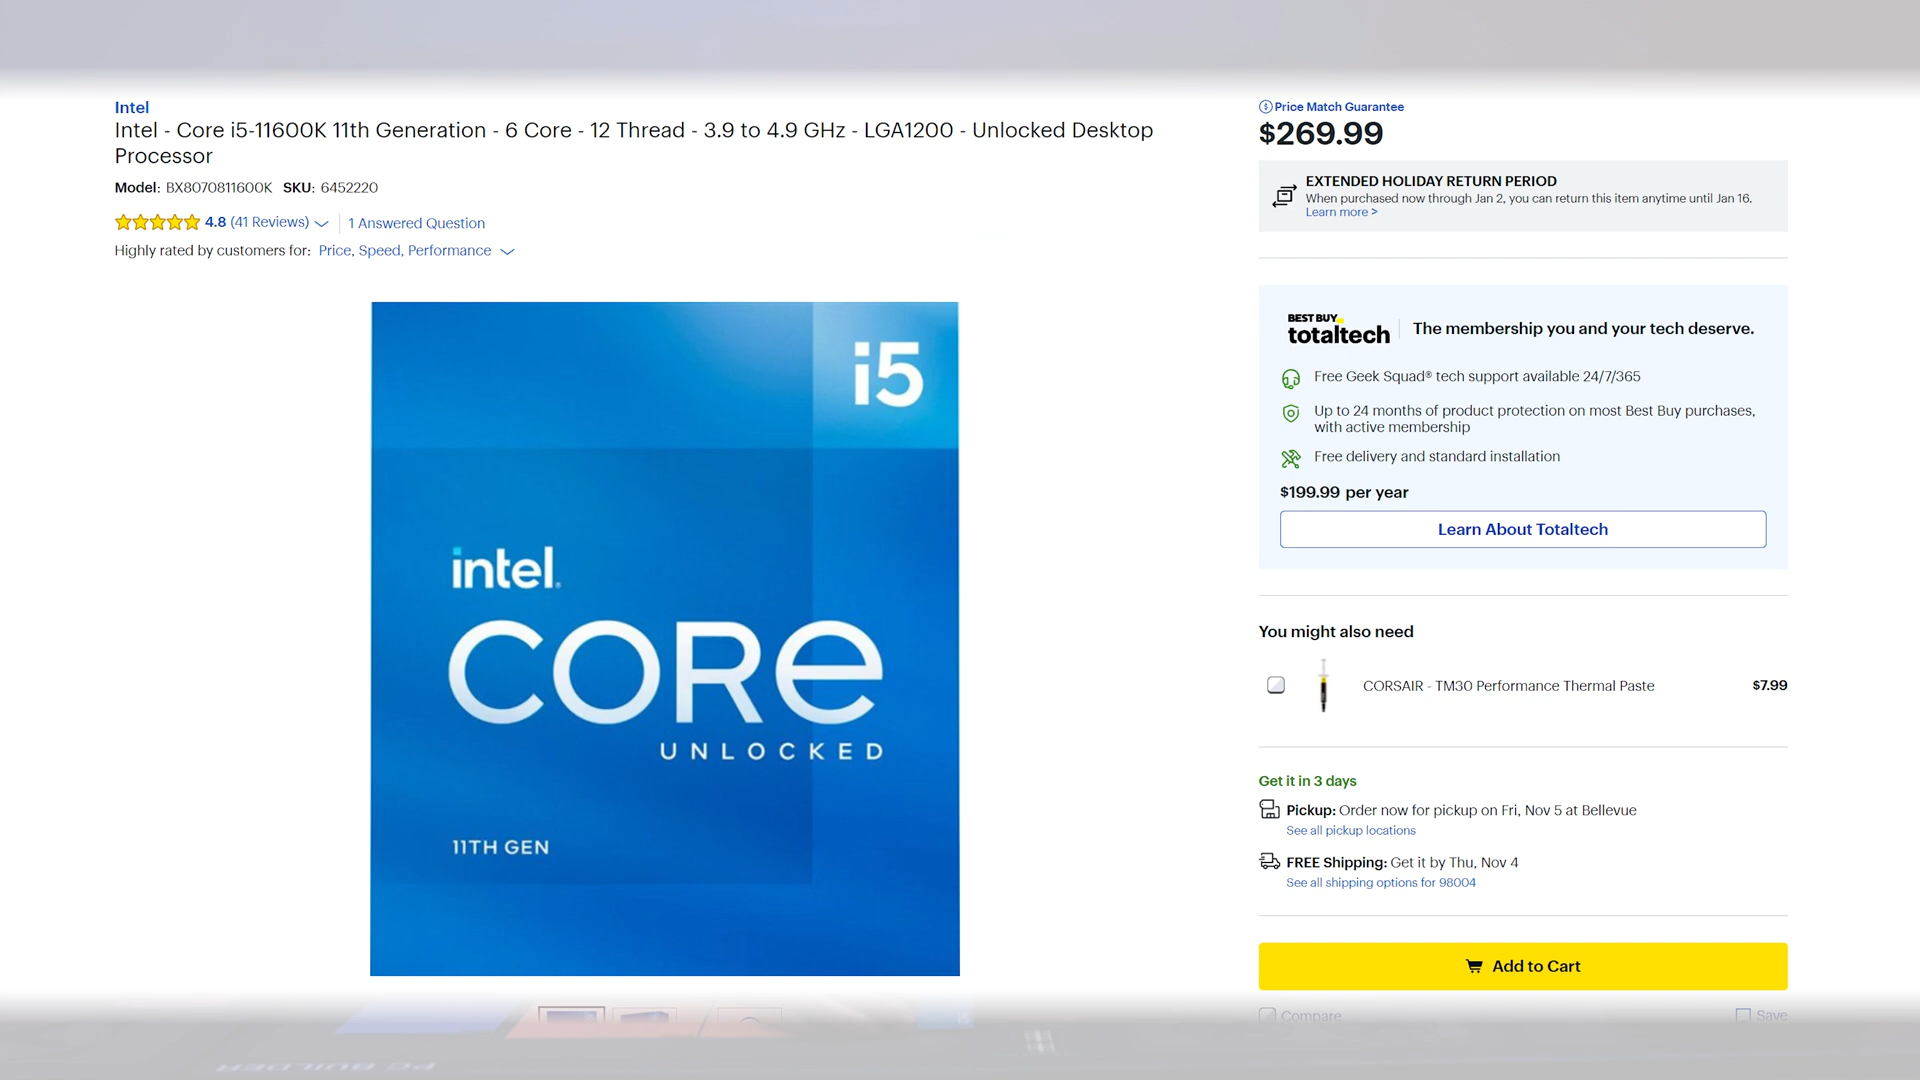 Intel
Intel - Core i5-11600K 11th Generation - 6 Core - 12 Thread - 3.9 to 4.9 GHz - LGA1200 - Unlocked Desktop
Processor
Model: BX8070811600K SKU: 6452220
4.8 (41 Reviews)
1 Answered Question
Highly rated by customers for: Price, Speed, Performance
i5
intel.
CORE
UNLOCKED
11TH GEN
Price Match Guarantee
$269.99
EXTENDED HOLIDAY RETURN PERIOD
When purchased now through Jan 2, you can return this item anytime until Jan 16.
Learn more >
BEST BUY
totaltech
The membership you and your tech deserve.
Free Geek Squad® tech support available 24/7/365
Up to 24 months of product protection on most Best Buy purchases,
with active membership
Free delivery and standard installation
$199.99 per year
Learn About Totaltech
You might also need
CORSAIR - TM30 Performance Thermal Paste
$7.99
Get it in 3 days
Pickup: Order now for pickup on Fri, Nov 5 at Bellevue
See all pickup locations
FREE Shipping: Get it by Thu, Nov 4
See all shipping options for 98004
Add to Cart
Compare
Save